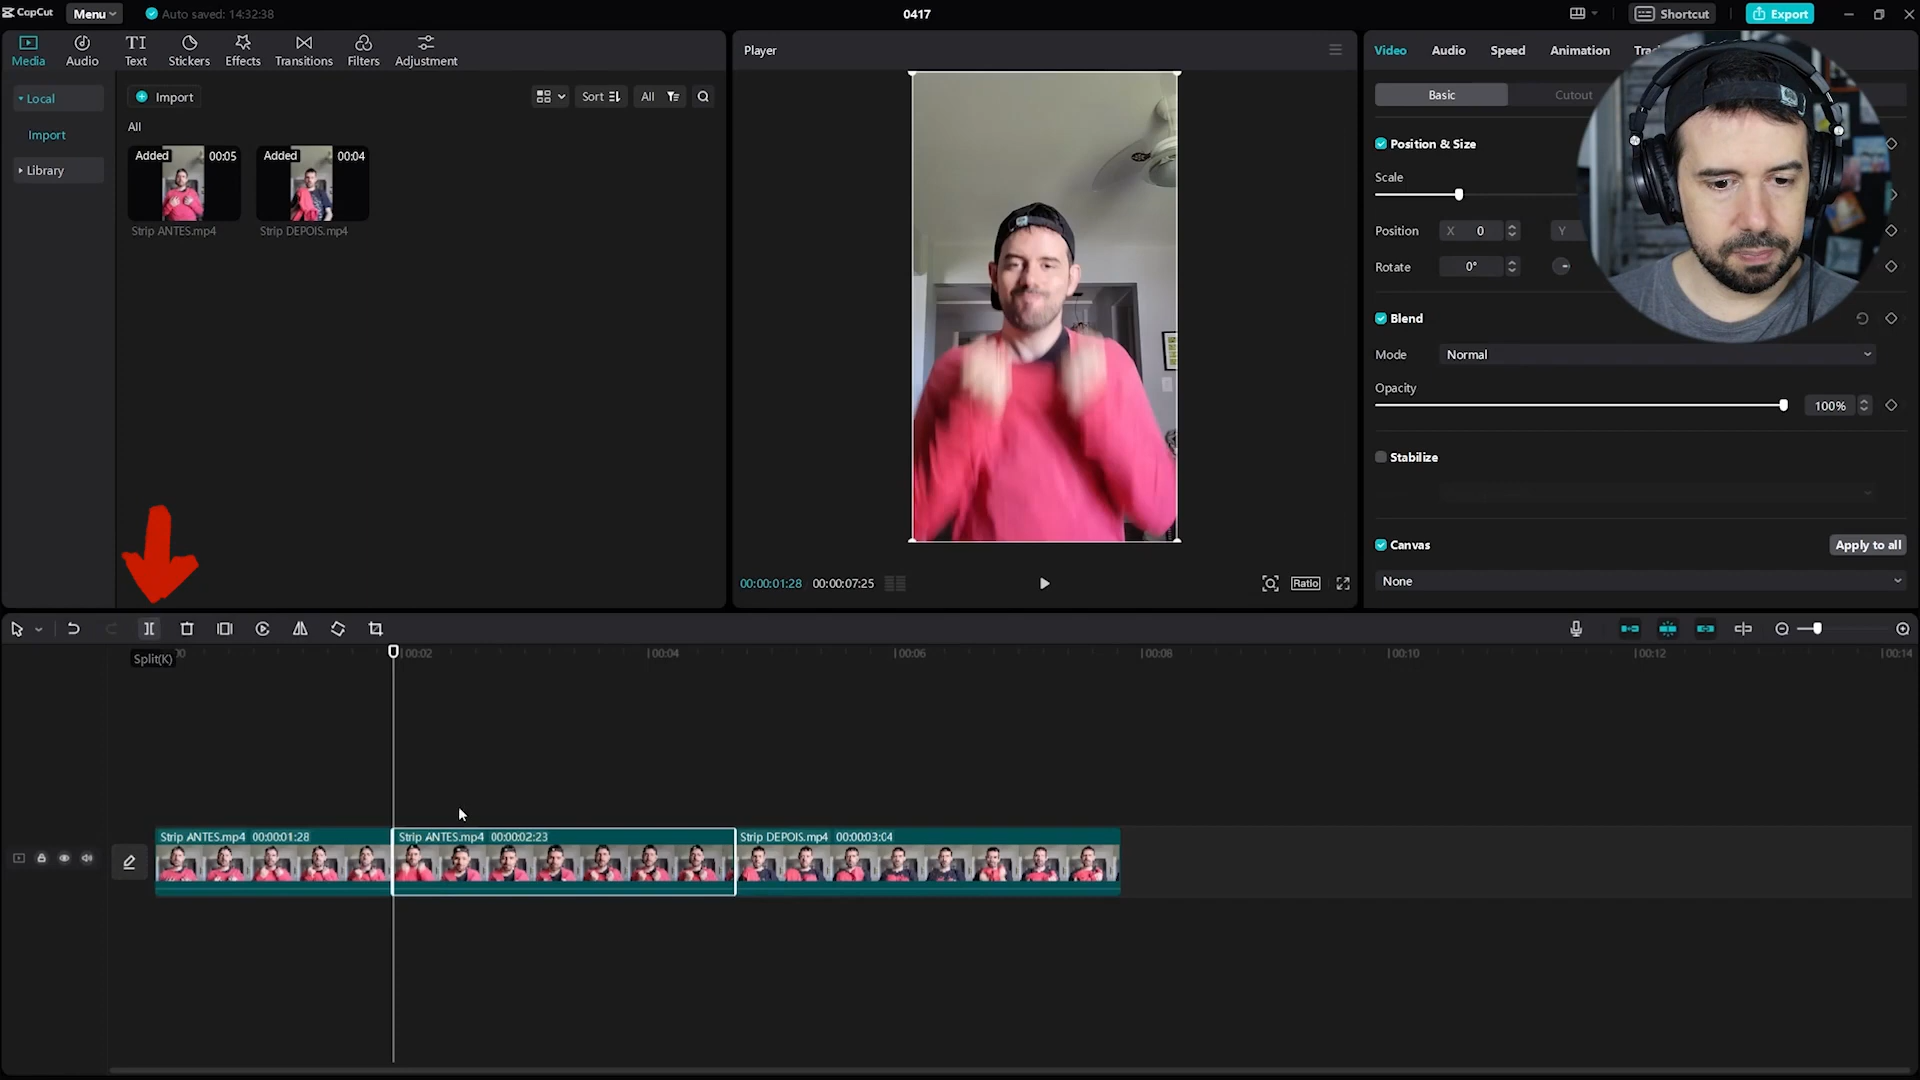 CapCut
Menu
Auto saved: 14:32:38
0417
Shortcut
Export
Media
Audio
Text
Stickers
Effects
Transitions
Filters
Adjustment
Local
Import
Library
Import
Sort
All
All
Added 00:05
Strip ANTES.mp4
Added 00:04
Strip DEPOIS.mp4
Player
00:00:01:28 00:00:07:25
Ratio
Video
Audio
Speed
Animation
Basic
Cutout
Position & Size
Scale
Position X 0 Y
Rotate 0°
Blend
Mode Normal
Opacity
100%
Stabilize
Canvas
Apply to all
None
Split(K)
00:02
00:04
00:06
00:08
00:10
00:12
00:14
Strip ANTES.mp4 00:00:01:28
Strip ANTES.mp4 00:00:02:23
Strip DEPOIS.mp4 00:00:03:04